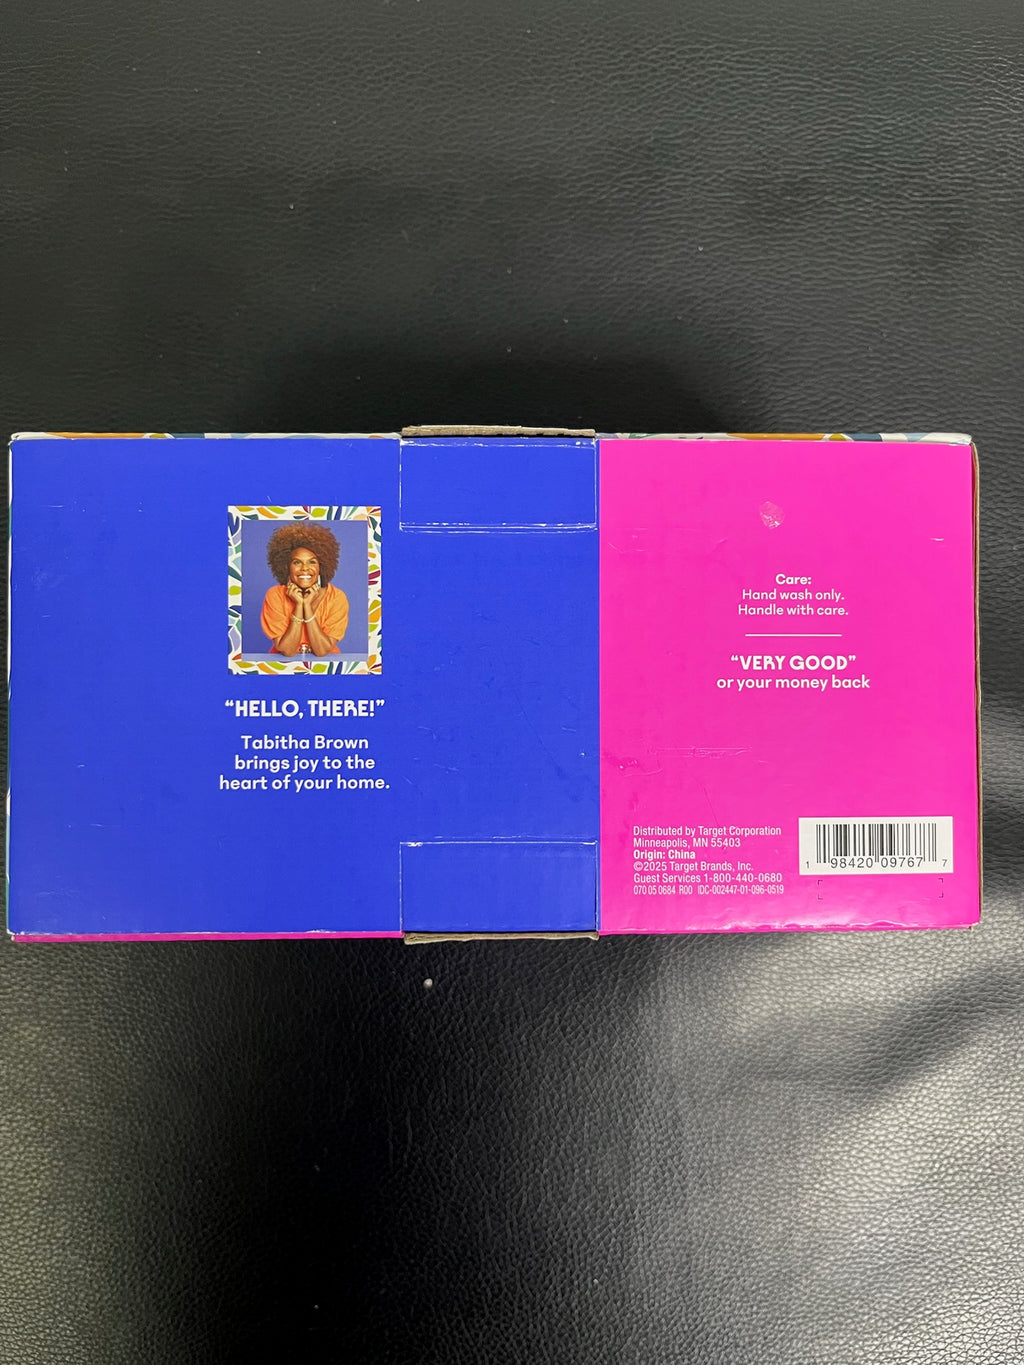 “HELLO, THERE!”
Tabitha Brown
brings joy to the
heart of your home.
Care:
Hand wash only.
Handle with care.
“VERY GOOD”
or your money back
Distributed by Target Corporation
Minneapolis, MN 55403
Origin: China
©2025 Target Brands, Inc.
Guest Services 1-800-440-0680
070 05 0684 R00 IDC-002447-01-096-0519
1 98420 09767 7